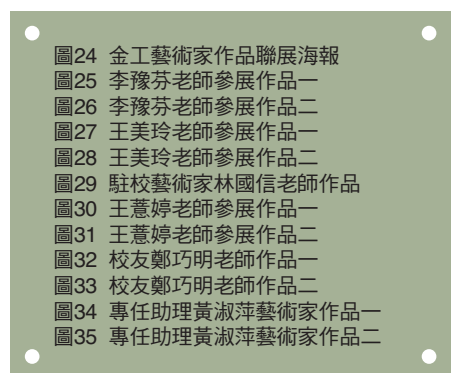 圖24 金工藝術家作品聯展海報
圖25 李豫芬老師參展作品一
圖26 李豫芬老師參展作品二
圖27 王美玲老師參展作品一
圖28 王美玲老師參展作品二
圖29 駐校藝術家林國信老師作品
圖30 王薏婷老師參展作品一
圖31 王薏婷老師參展作品二
圖32 校友鄭巧明老師作品一
圖33 校友鄭巧明老師作品二
圖34 專任助理黃淑萍藝術家作品一
圖35 專任助理黃淑萍藝術家作品二